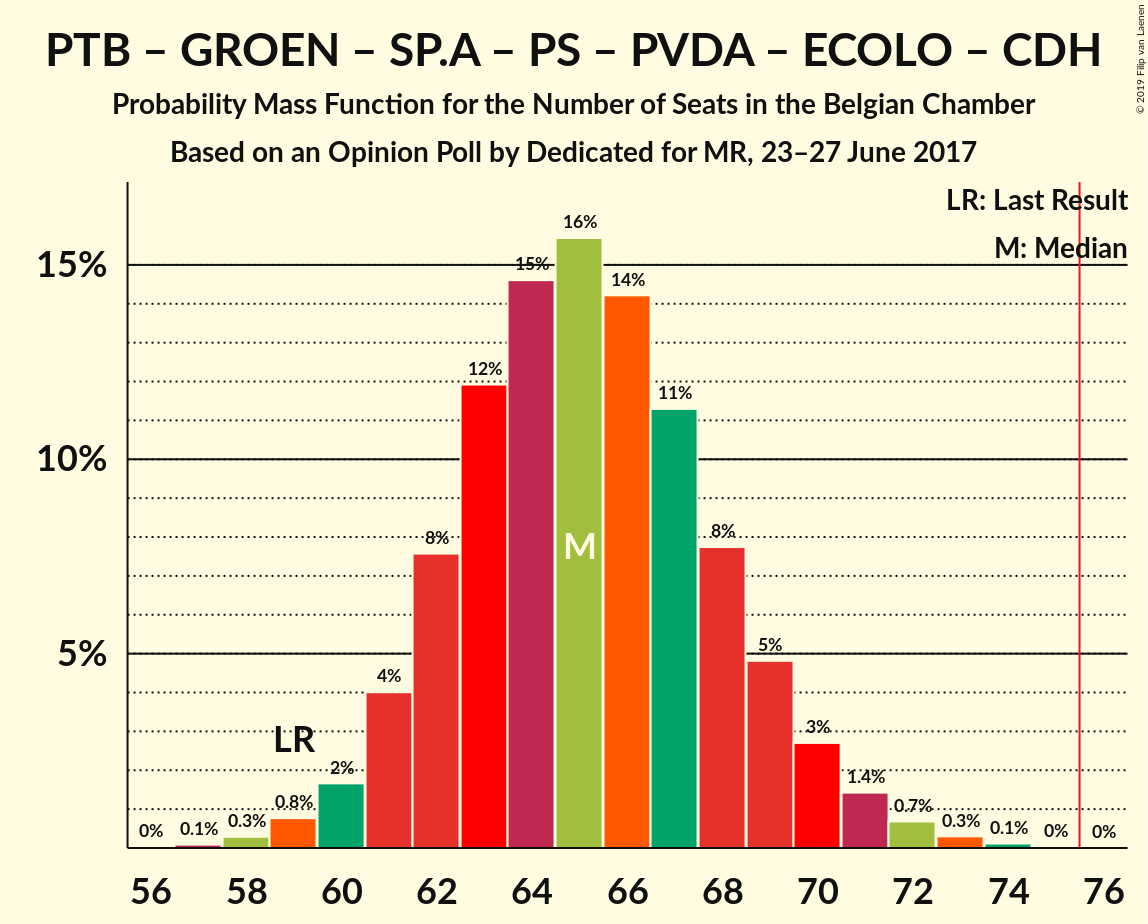 PTB – GROEN – SP.A – PS – PVDA – ECOLO – CDH
Probability Mass Function for the Number of Seats in the Belgian Chamber
Based on an Opinion Poll by Dedicated for MR, 23–27 June 2017
© 2019 Filip van Laenen
LR: Last Result
M: Median
15%
10%
5%
0%
0.1%
0.3%
0.8%
2%
4%
8%
12%
15%
16%
14%
11%
8%
5%
3%
1.4%
0.7%
0.3%
0.1%
0%
0%
LR
M
56 58 60 62 64 66 68 70 72 74 76